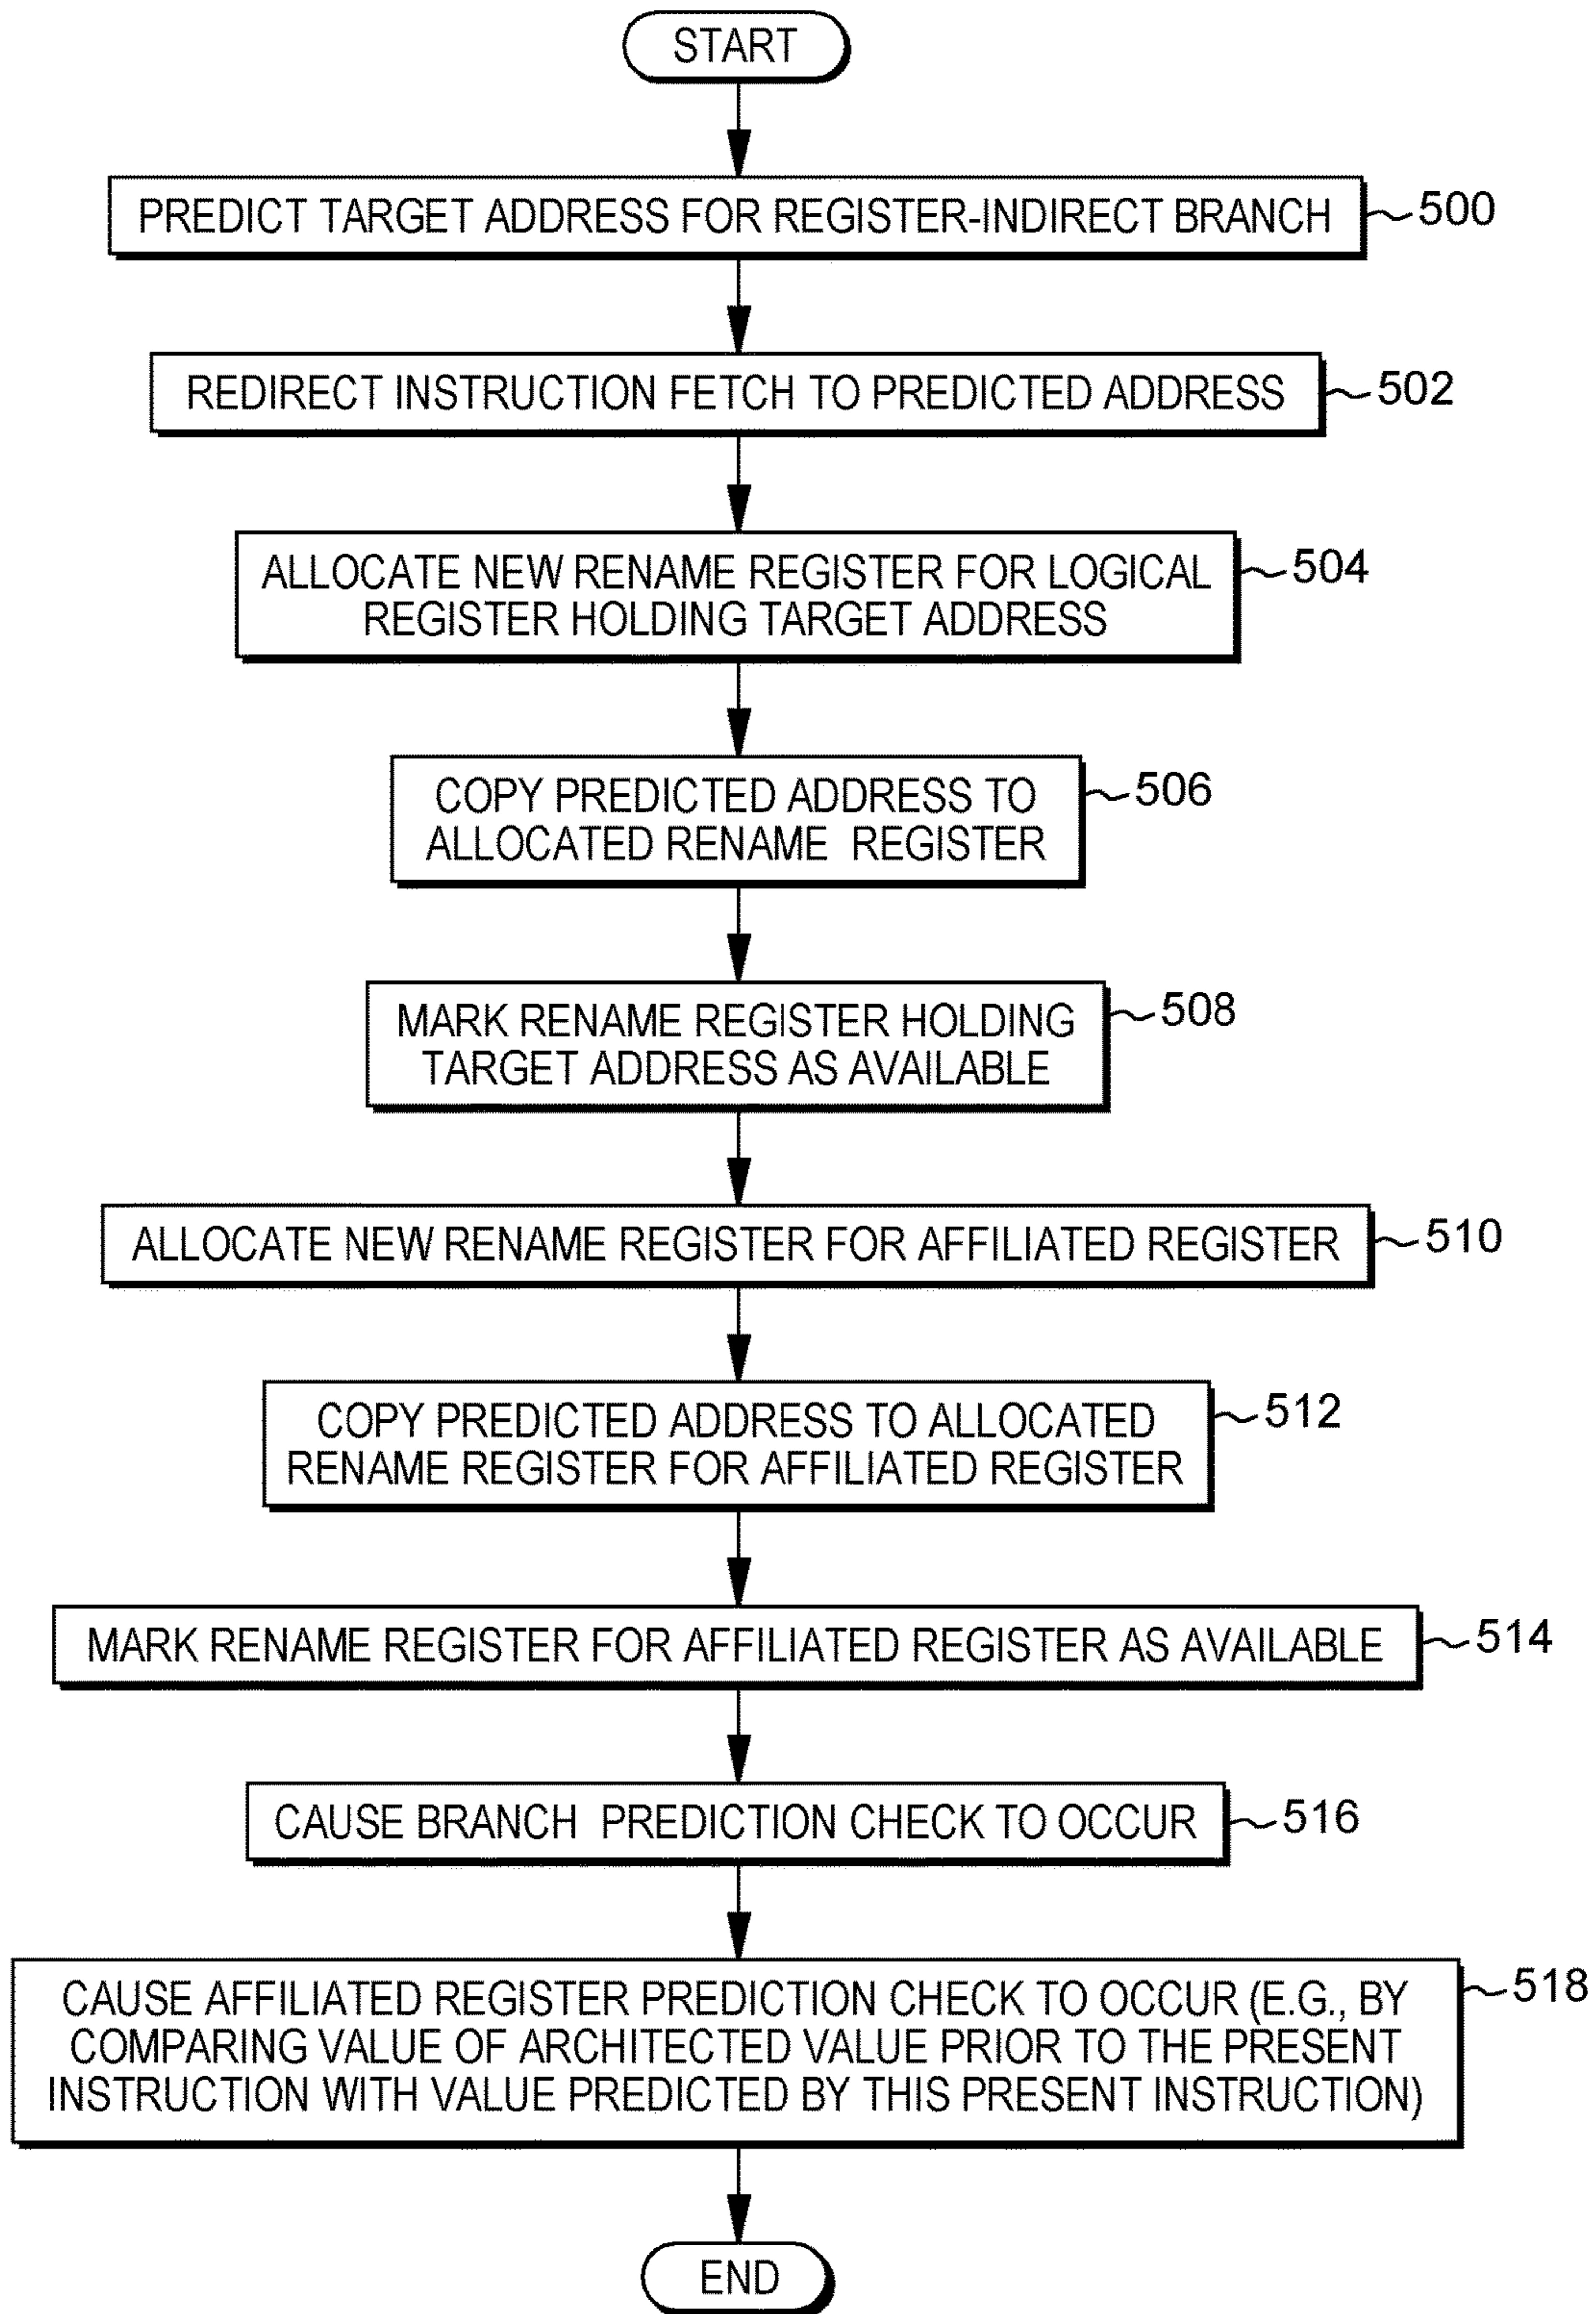 START
PREDICT TARGET ADDRESS FOR REGISTER-INDIRECT BRANCH
500
REDIRECT INSTRUCTION FETCH TO PREDICTED ADDRESS
502
ALLOCATE NEW RENAME REGISTER FOR LOGICAL
REGISTER HOLDING TARGET ADDRESS
504
COPY PREDICTED ADDRESS TO
ALLOCATED RENAME REGISTER
506
MARK RENAME REGISTER HOLDING
TARGET ADDRESS AS AVAILABLE
508
ALLOCATE NEW RENAME REGISTER FOR AFFILIATED REGISTER
510
COPY PREDICTED ADDRESS TO ALLOCATED
RENAME REGISTER FOR AFFILIATED REGISTER
512
MARK RENAME REGISTER FOR AFFILIATED REGISTER AS AVAILABLE
514
CAUSE BRANCH PREDICTION CHECK TO OCCUR
516
CAUSE AFFILIATED REGISTER PREDICTION CHECK TO OCCUR (E.G., BY
COMPARING VALUE OF ARCHITECTED VALUE PRIOR TO THE PRESENT
INSTRUCTION WITH VALUE PREDICTED BY THIS PRESENT INSTRUCTION)
518
END